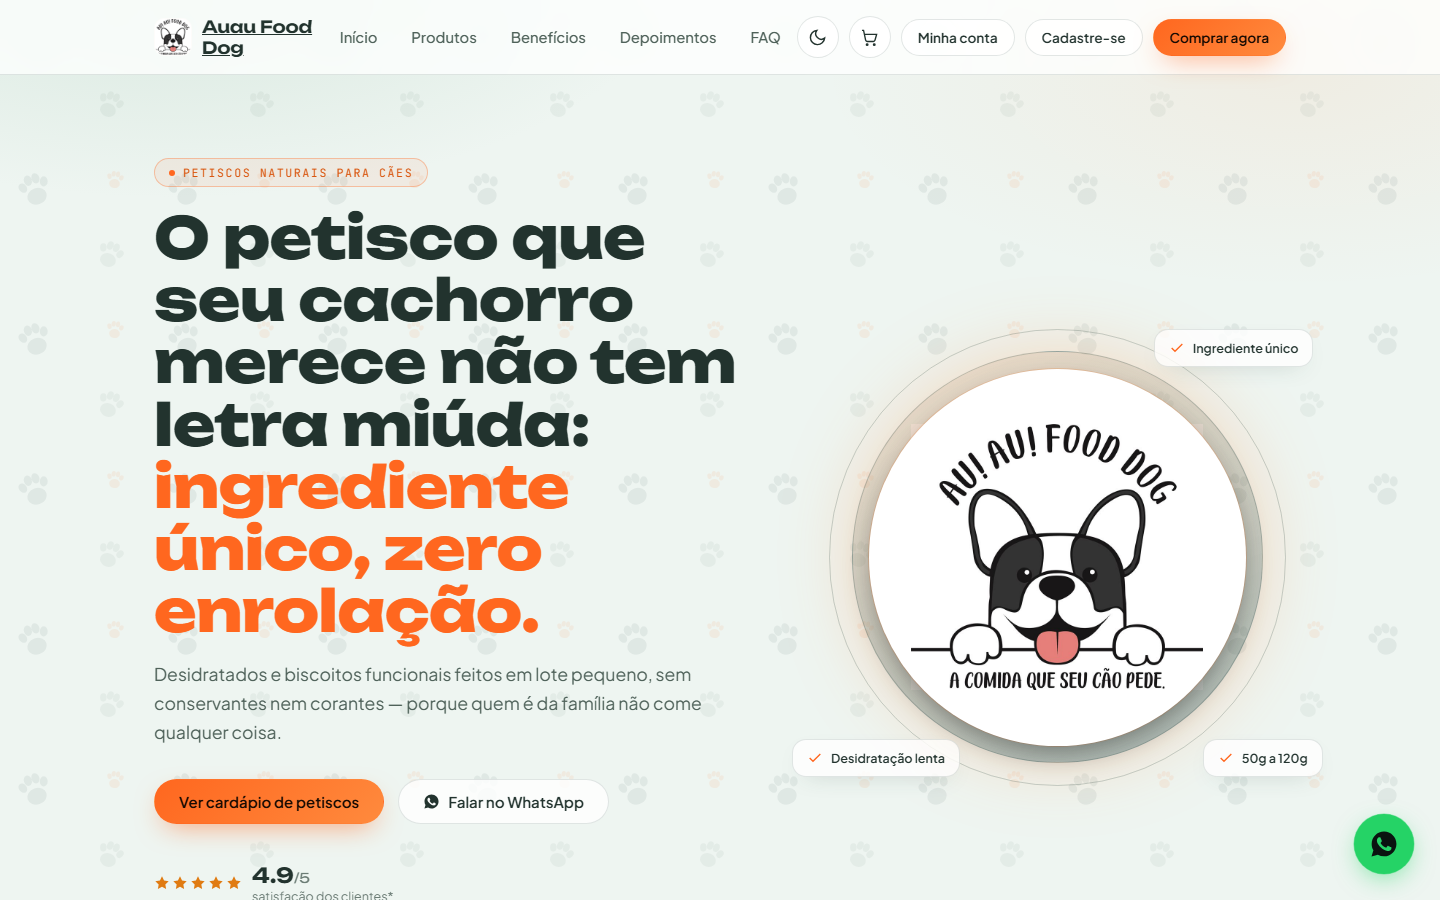 Auau Food
Dog
Início
Produtos
Benefícios
Depoimentos
FAQ
Minha conta
Cadastre-se
Comprar agora
PETISCOS NATURAIS PARA CÃES
O petisco que
seu cachorro
merece não tem
letra miúda:
ingrediente
único, zero
enrolação.
Desidratados e biscoitos funcionais feitos em lote pequeno, sem
conservantes nem corantes — porque quem é da família não come
qualquer coisa.
Ver cardápio de petiscos
Falar no WhatsApp
4.9/5
satisfação dos clientes*
Ingrediente único
AU! AU! FOOD DOG
A COMIDA QUE SEU CÃO PEDE.
Desidratação lenta
50g a 120g